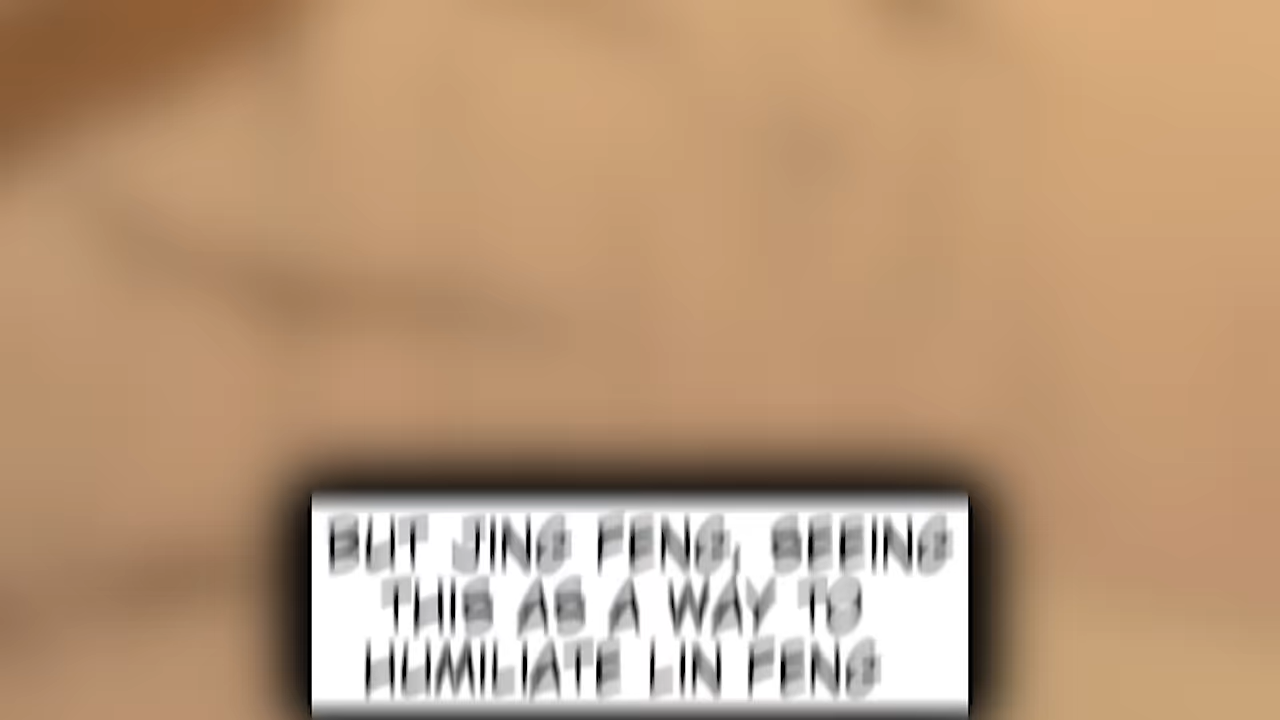 BUT JING FENG, SEEING
THIS AS A WAY TO
HUMILIATE LIN FENG